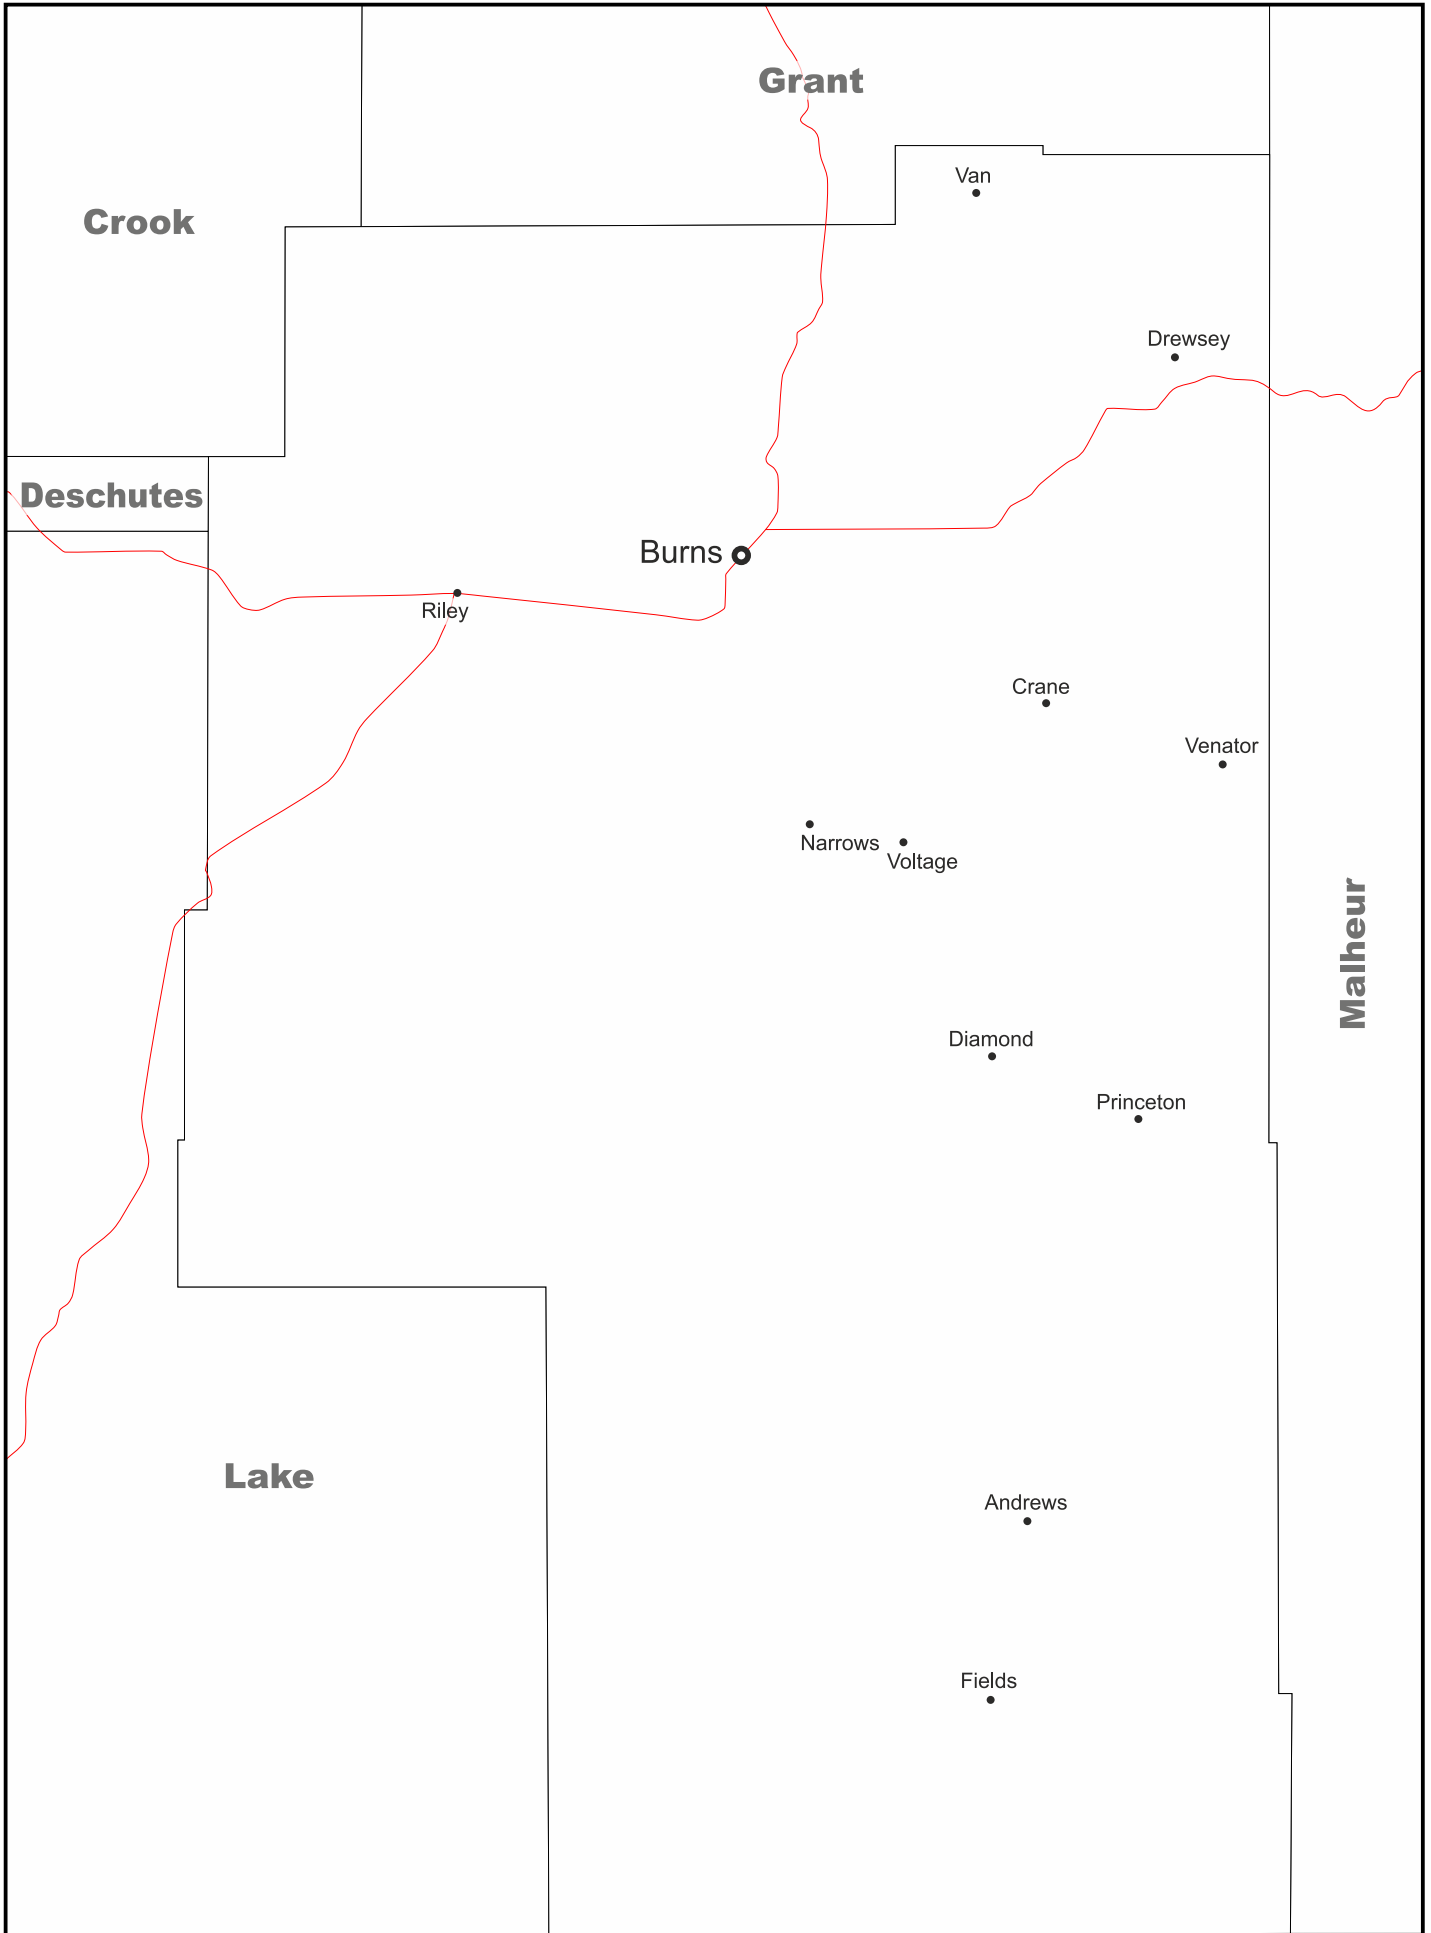 Grant
Van
Crook
Drewsey
Deschutes
Burns
Riley
Crane
Venator
Narrows
Voltage
Malheur
Diamond
Princeton
Lake
Andrews
Fields